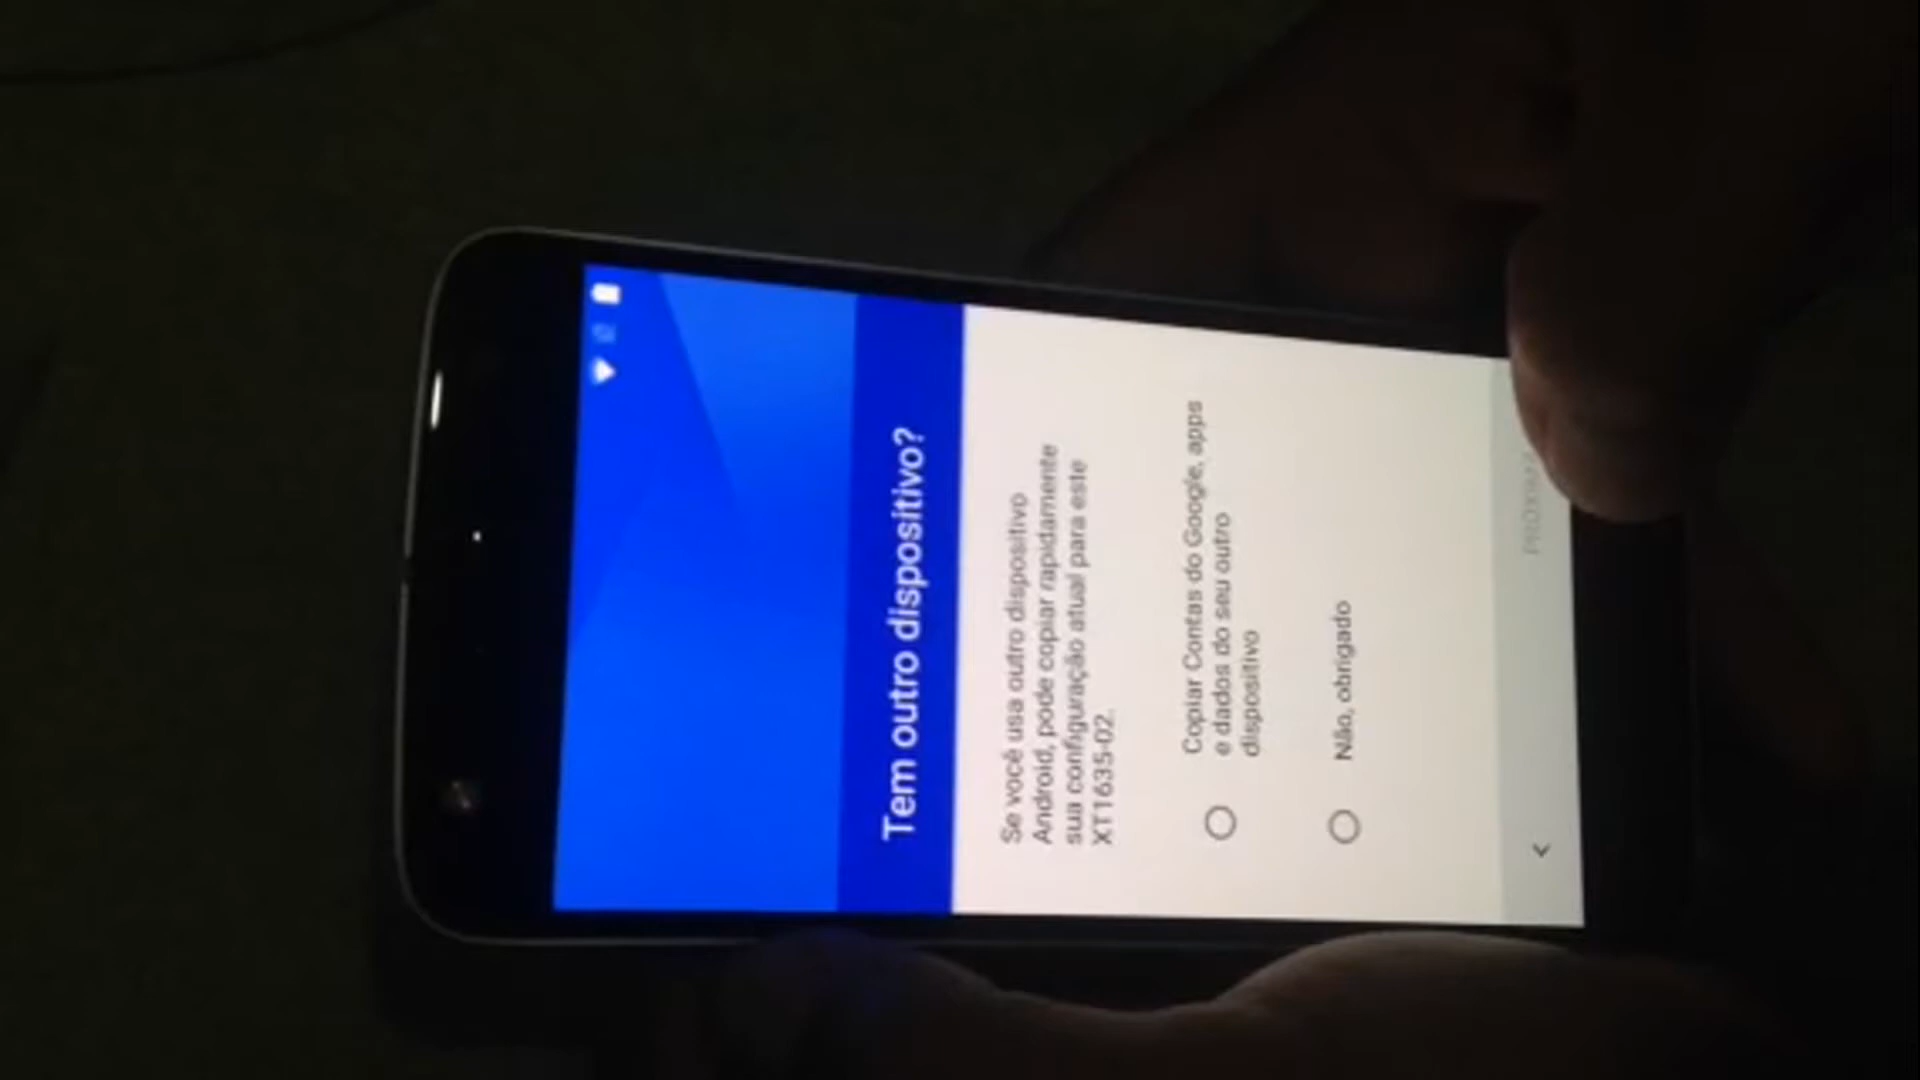 Tem outro dispositivo?
Se você usa outro dispositivo
Android, pode copiar rapidamente
sua configuração atual para este
XT1635-02.
Copiar Contas do Google, apps
e dados do seu outro
dispositivo
Não, obrigado